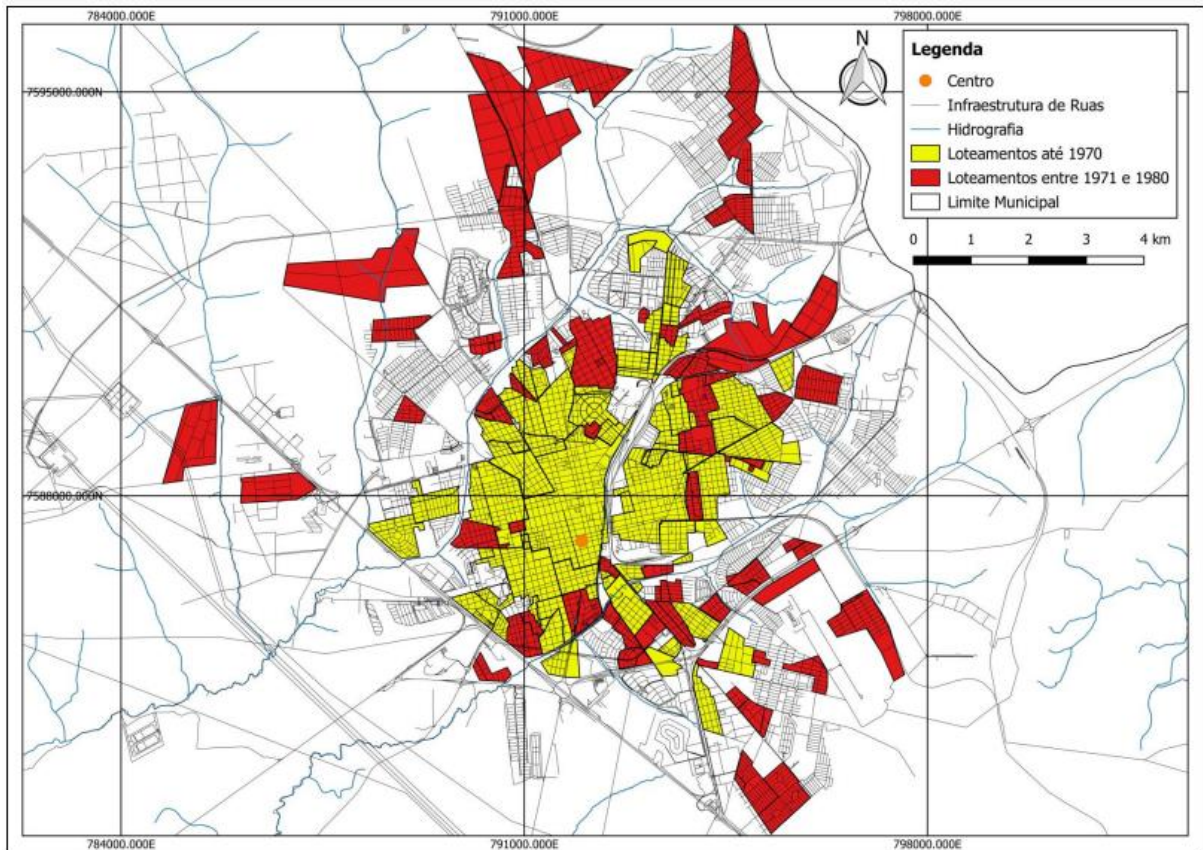 784000.000E 791000.000E 798000.000E
N
Legenda
Centro
7595000.000N
Infraestrutura de Ruas
Hidrografia
Loteamentos até 1970
Loteamentos entre 1971 e 1980
Limite Municipal
0 1 2 3 4 km
7588000.000N
784000.000E 791000.000E 798000.000E